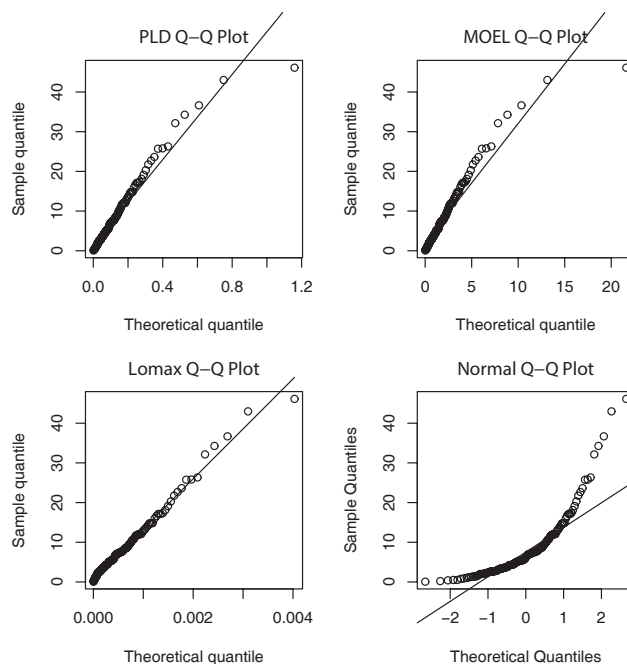 PLD Q–Q Plot
Sample quantile
0 10 20 30 40
0.0 0.4 0.8 1.2
Theoretical quantile
MOEL Q–Q Plot
Sample quantile
0 10 20 30 40
0 5 10 15 20
Theoretical quantile
Lomax Q–Q Plot
Sample quantile
0 10 20 30 40
0.000 0.002 0.004
Theoretical quantile
Normal Q–Q Plot
Sample Quantiles
0 10 20 30 40
−2 −1 0 1 2
Theoretical Quantiles